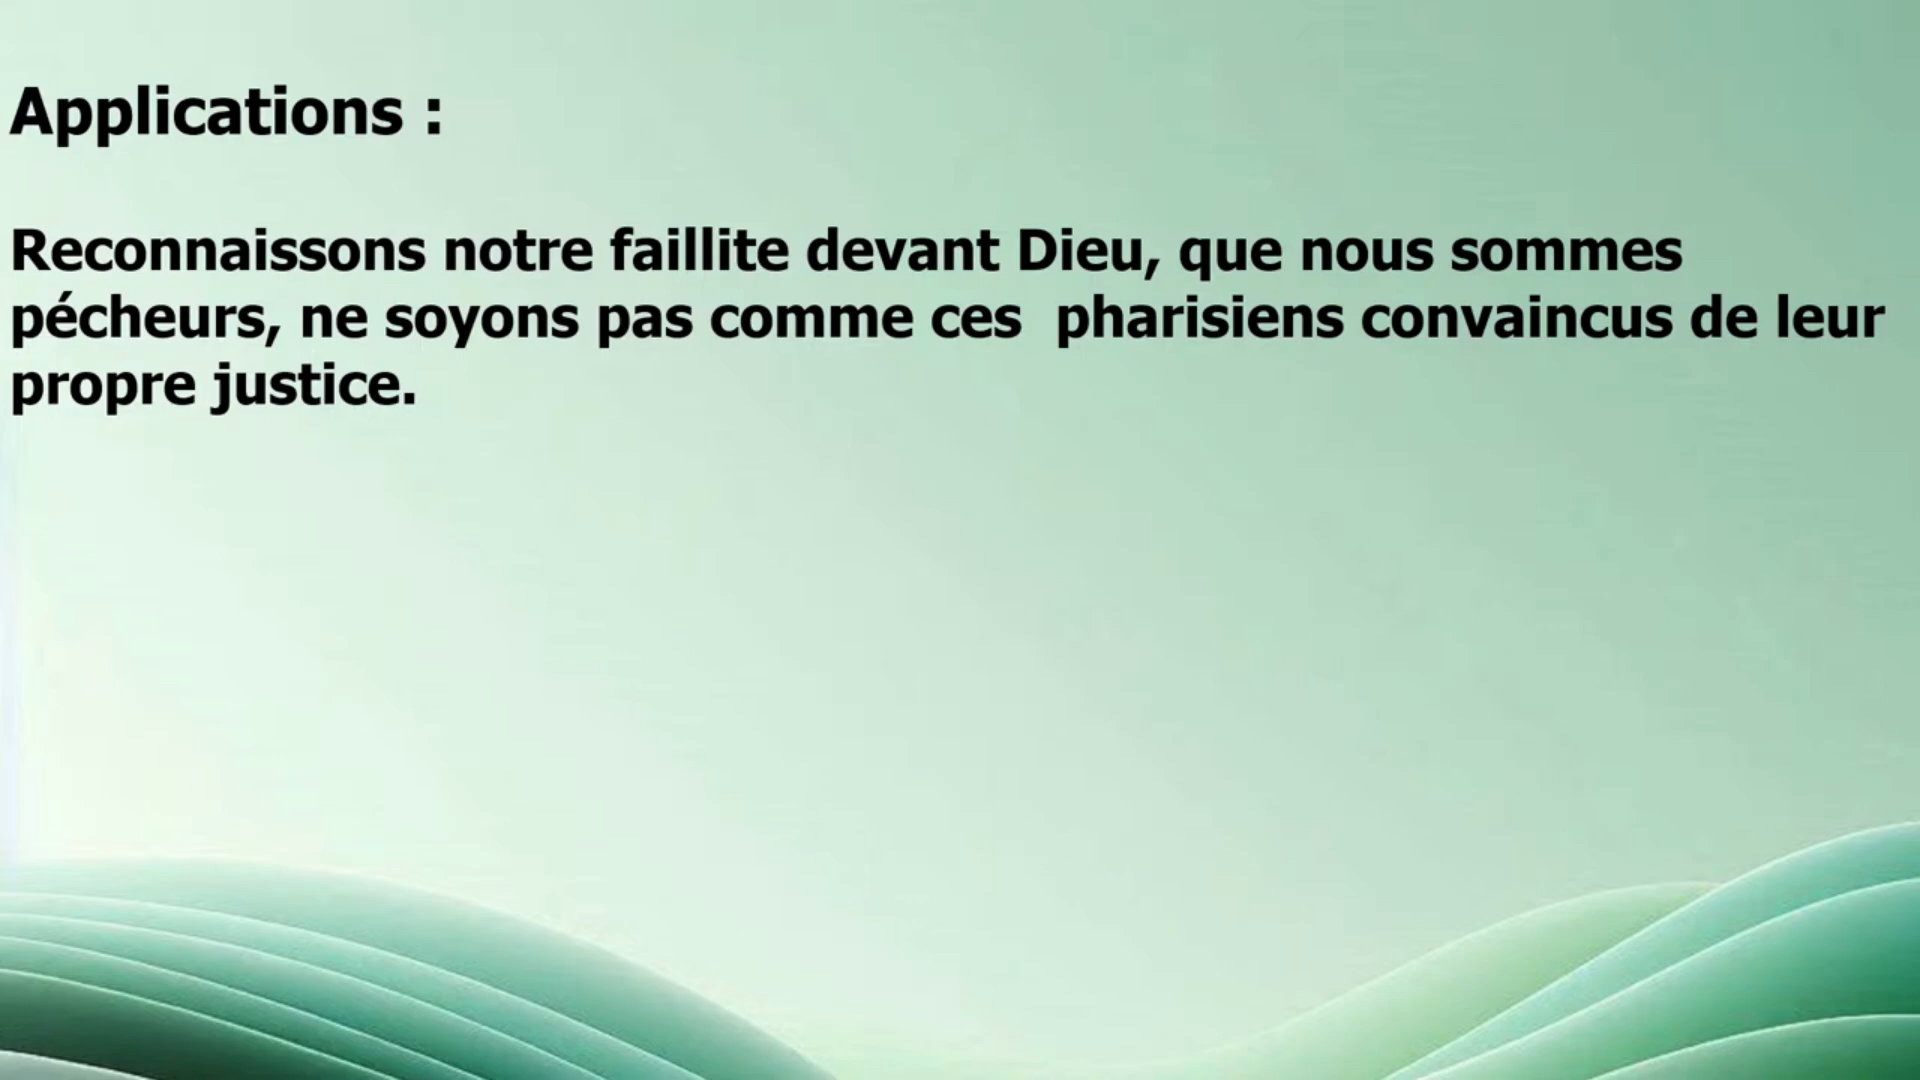 Applications :
Reconnaissons notre faillite devant Dieu, que nous sommes
pécheurs, ne soyons pas comme ces  pharisiens convaincus de leur
propre justice.